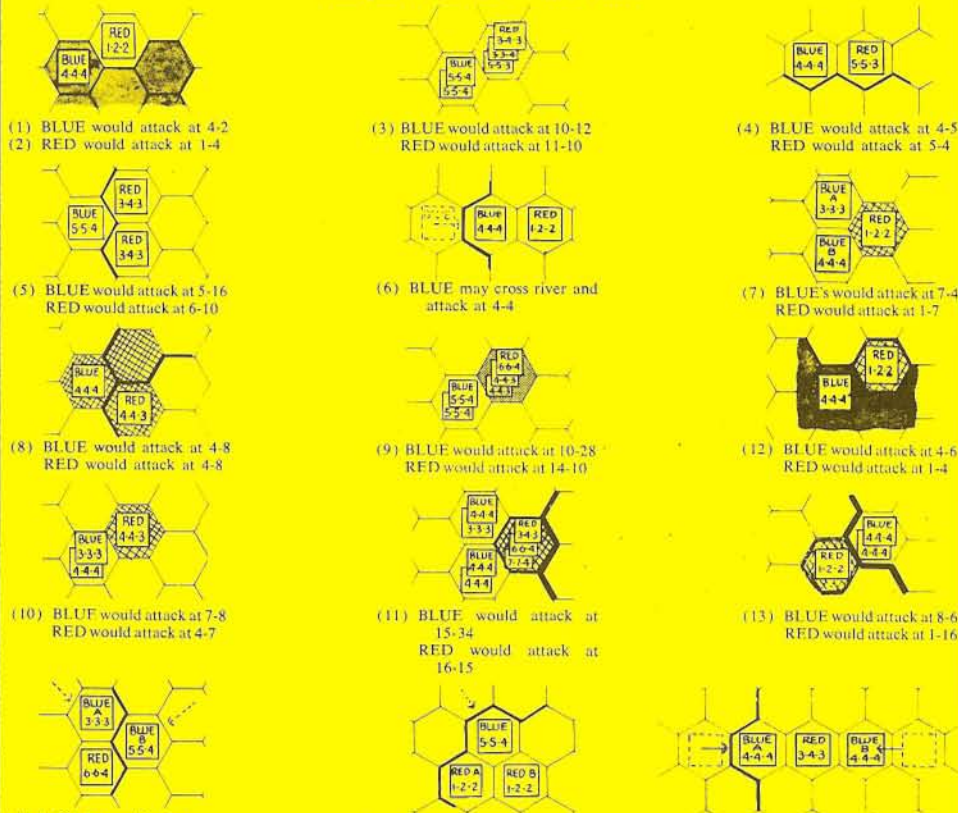 RED
1-2-2
BLUE
4-4-4
(1) BLUE would attack at 4-2
(2) RED would attack at 1-4
RED
3-4-3
5-5-3
BLUE
5-5-4
5-5-4
(3) BLUE would attack at 10-12
RED would attack at 11-10
BLUE
4-4-4
RED
5-5-3
(4) BLUE would attack at 4-5
RED would attack at 5-4
RED
3-4-3
BLUE
5-5-4
RED
3-4-3
(5) BLUE would attack at 5-16
RED would attack at 6-10
BLUE
4-4-4
RED
1-2-2
(6) BLUE may cross river and
attack at 4-4
BLUE
A
3-3-3
RED
1-2-2
BLUE
B
4-4-4
(7) BLUE's would attack at 7-4
RED would attack at 1-7
BLUE
4-4-4
RED
4-4-3
(8) BLUE would attack at 4-8
RED would attack at 4-8
RED
6-6-4
4-4-3
4-4-3
BLUE
5-5-4
5-5-4
(9) BLUE would attack at 10-28
RED would attack at 14-10
RED
1-2-2
BLUE
4-4-4
(12) BLUE would attack at 4-6
RED would attack at 1-4
RED
4-4-3
BLUE
3-3-3
4-4-4
(10) BLUE would attack at 7-8
RED would attack at 4-7
BLUE
4-4-4
3-3-3
RED
3-4-3
6-6-4
7-7-4
BLUE
4-4-4
4-4-4
(11) BLUE would attack at
15-34
RED would attack at
16-15
BLUE
4-4-4
4-4-4
RED
1-2-2
(13) BLUE would attack at 8-6
RED would attack at 1-16
BLUE
A
3-3-3
BLUE
B
5-5-4
RED
6-6-4
BLUE
5-5-4
RED A
1-2-2
RED B
1-2-2
BLUE
A
4-4-4
RED
3-4-3
BLUE
B
4-4-4